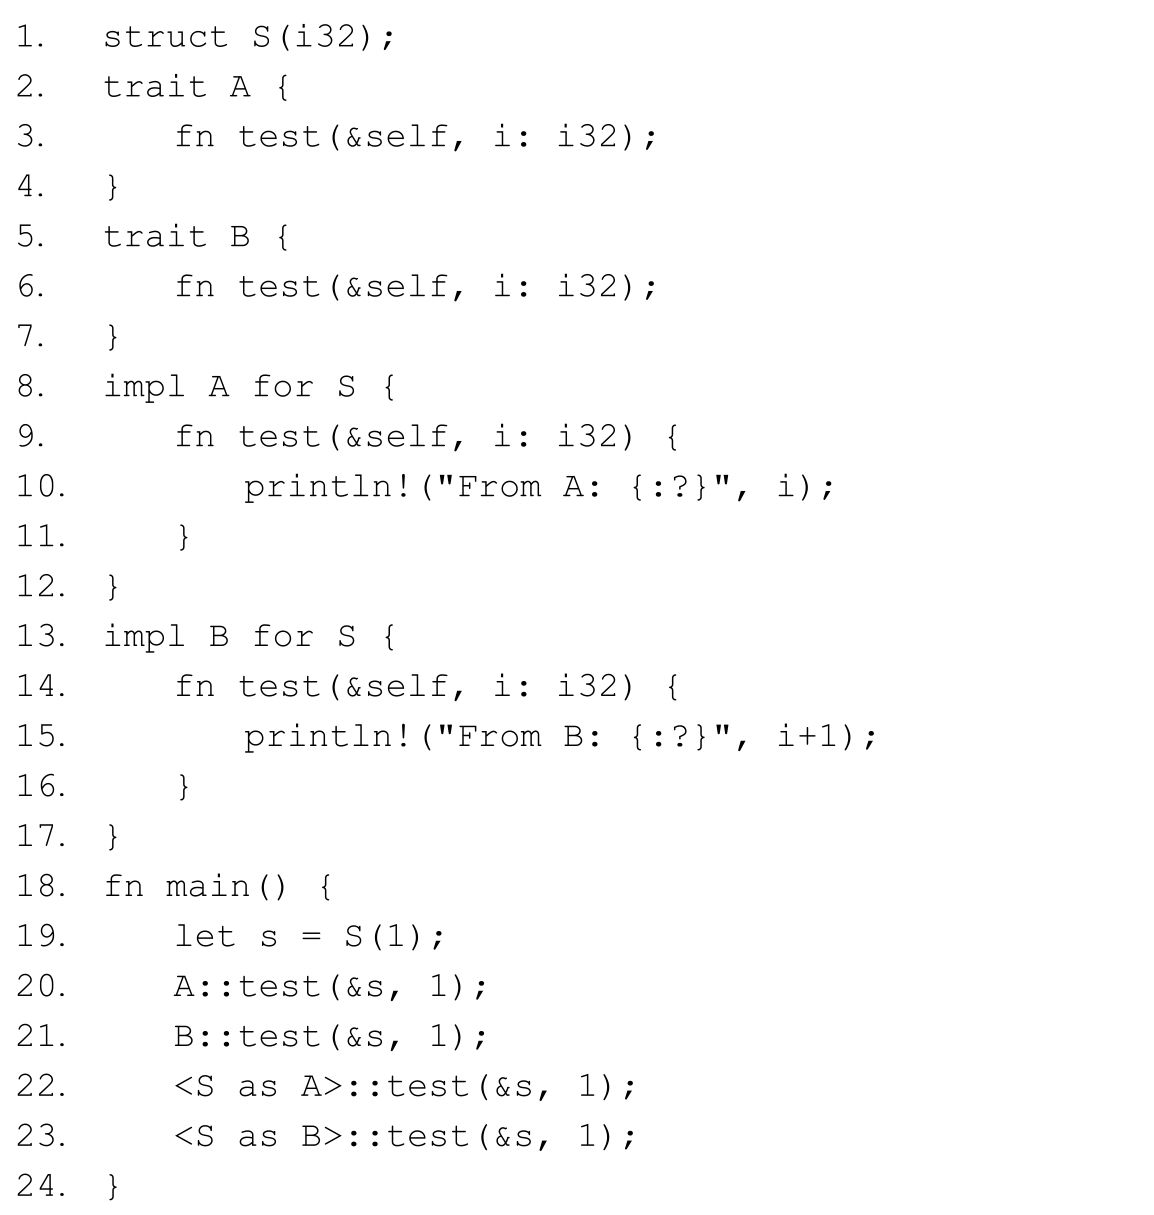 1. struct S(i32);
2. trait A {
3.     fn test(&self, i: i32);
4. }
5. trait B {
6.     fn test(&self, i: i32);
7. }
8. impl A for S {
9.     fn test(&self, i: i32) {
10.         println!("From A: {:?}", i);
11.     }
12. }
13. impl B for S {
14.     fn test(&self, i: i32) {
15.         println!("From B: {:?}", i+1);
16.     }
17. }
18. fn main() {
19.     let s = S(1);
20.     A::test(&s, 1);
21.     B::test(&s, 1);
22.     <S as A>::test(&s, 1);
23.     <S as B>::test(&s, 1);
24. }